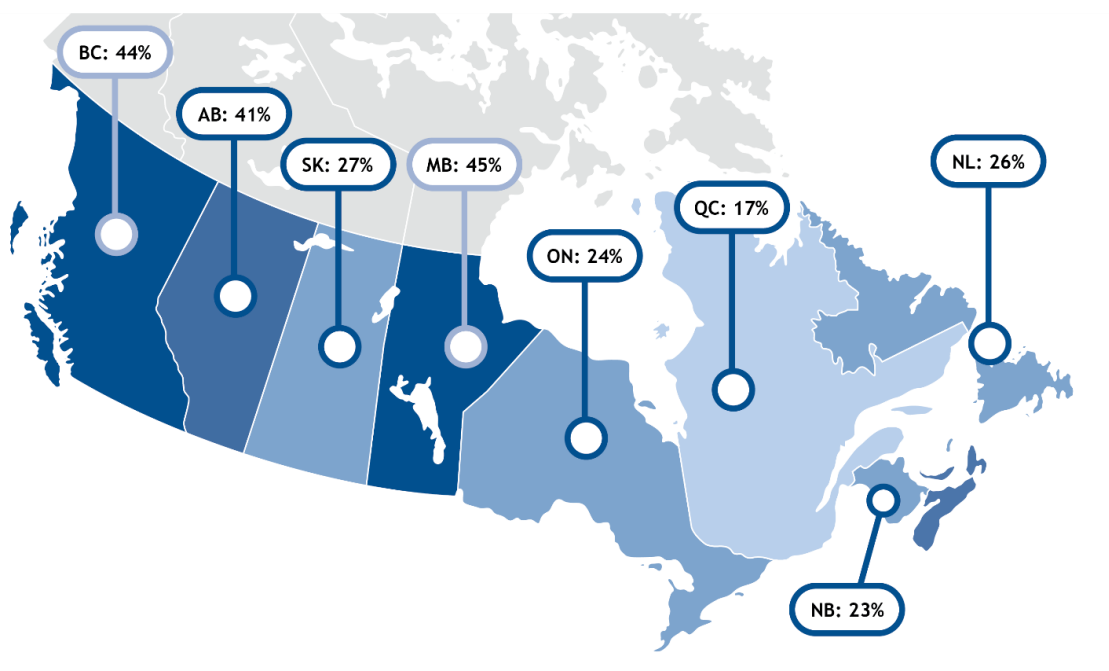 BC: 44%
AB: 41%
SK: 27%
MB: 45%
ON: 24%
QC: 17%
NL: 26%
NB: 23%